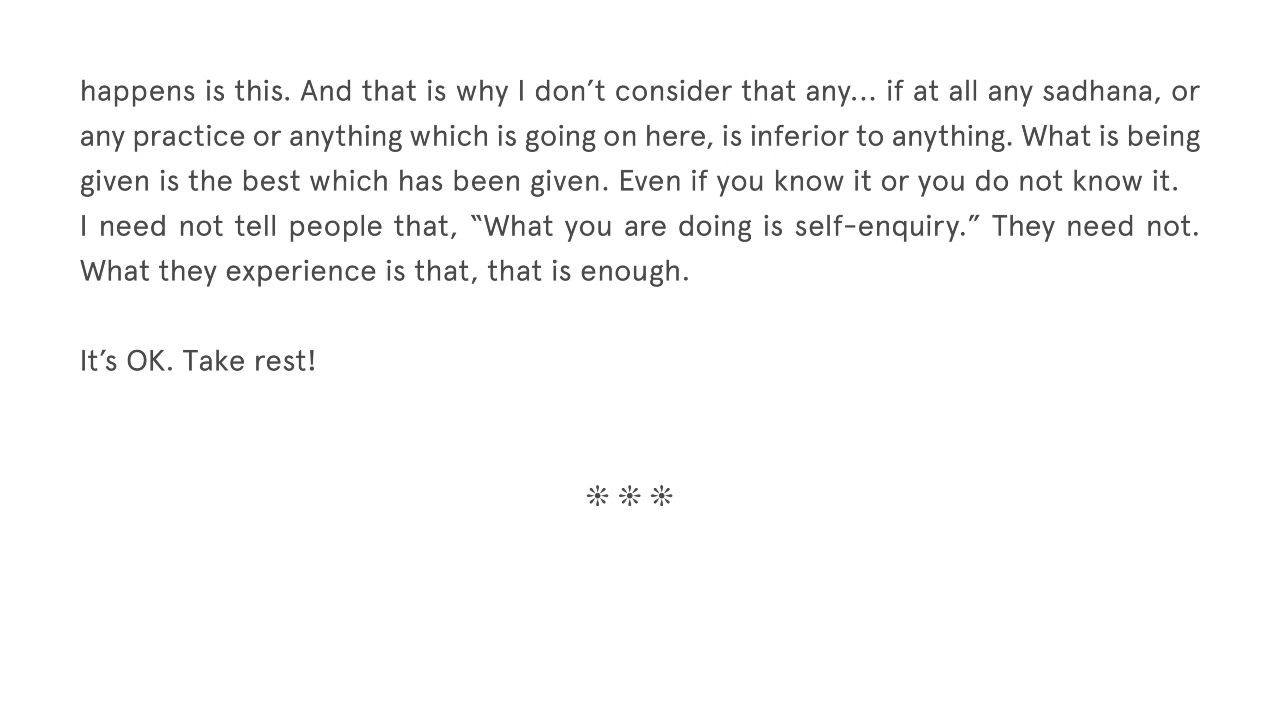 happens is this. And that is why I don’t consider that any... if at all any sadhana, or
any practice or anything which is going on here, is inferior to anything. What is being
given is the best which has been given. Even if you know it or you do not know it.
I need not tell people that, “What you are doing is self-enquiry.” They need not.
What they experience is that, that is enough.
It’s OK. Take rest!
❊ ❊ ❊